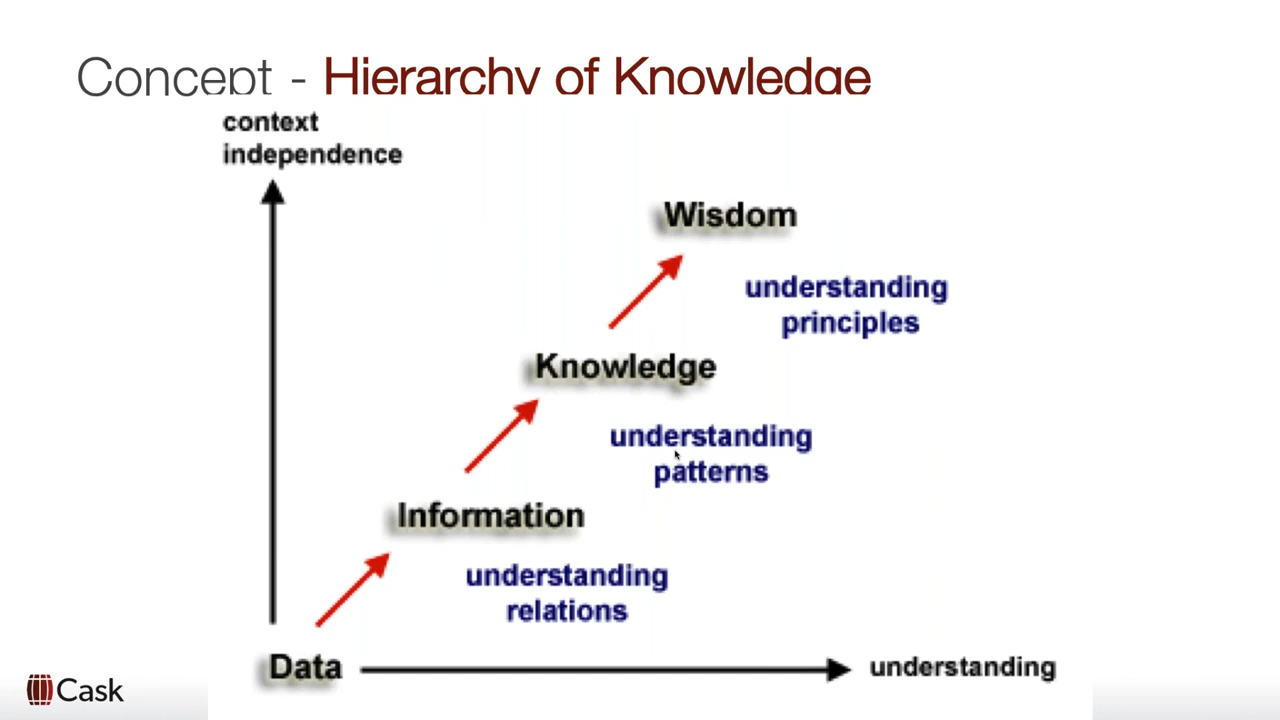 Concept - Hierarchy of Knowledge
context
independence
Wisdom
understanding
principles
Knowledge
understanding
patterns
Information
understanding
relations
Data
understanding
Cask